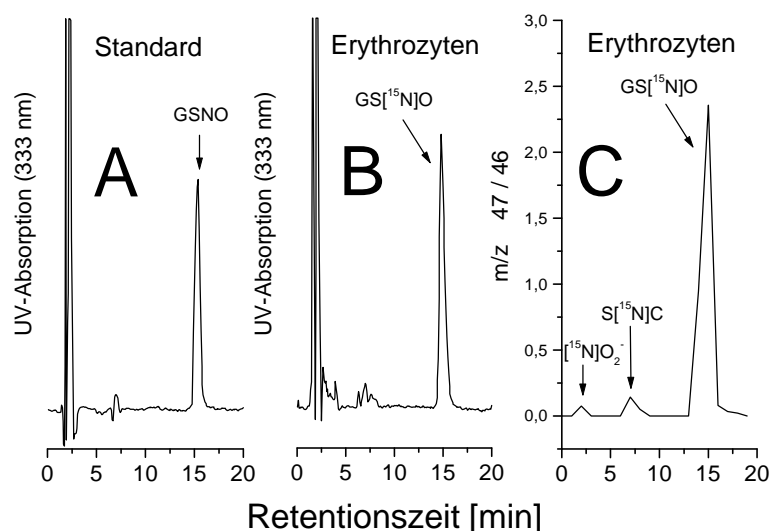 Standard
GSNO
A
UV-Absorption (333 nm)
0 5 10 15 20
Erythrozyten
GS[¹⁵N]O
B
UV-Absorption (333 nm)
0 5 10 15 20
Erythrozyten
GS[¹⁵N]O
C
S[¹⁵N]C
[¹⁵N]O₂⁻
m/z 47 / 46
3,0
2,5
2,0
1,5
1,0
0,5
0,0
0 5 10 15 20
Retentionszeit [min]